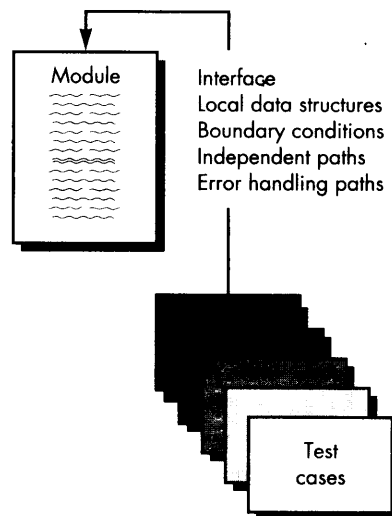 Module
Interface
Local data structures
Boundary conditions
Independent paths
Error handling paths
Test
cases